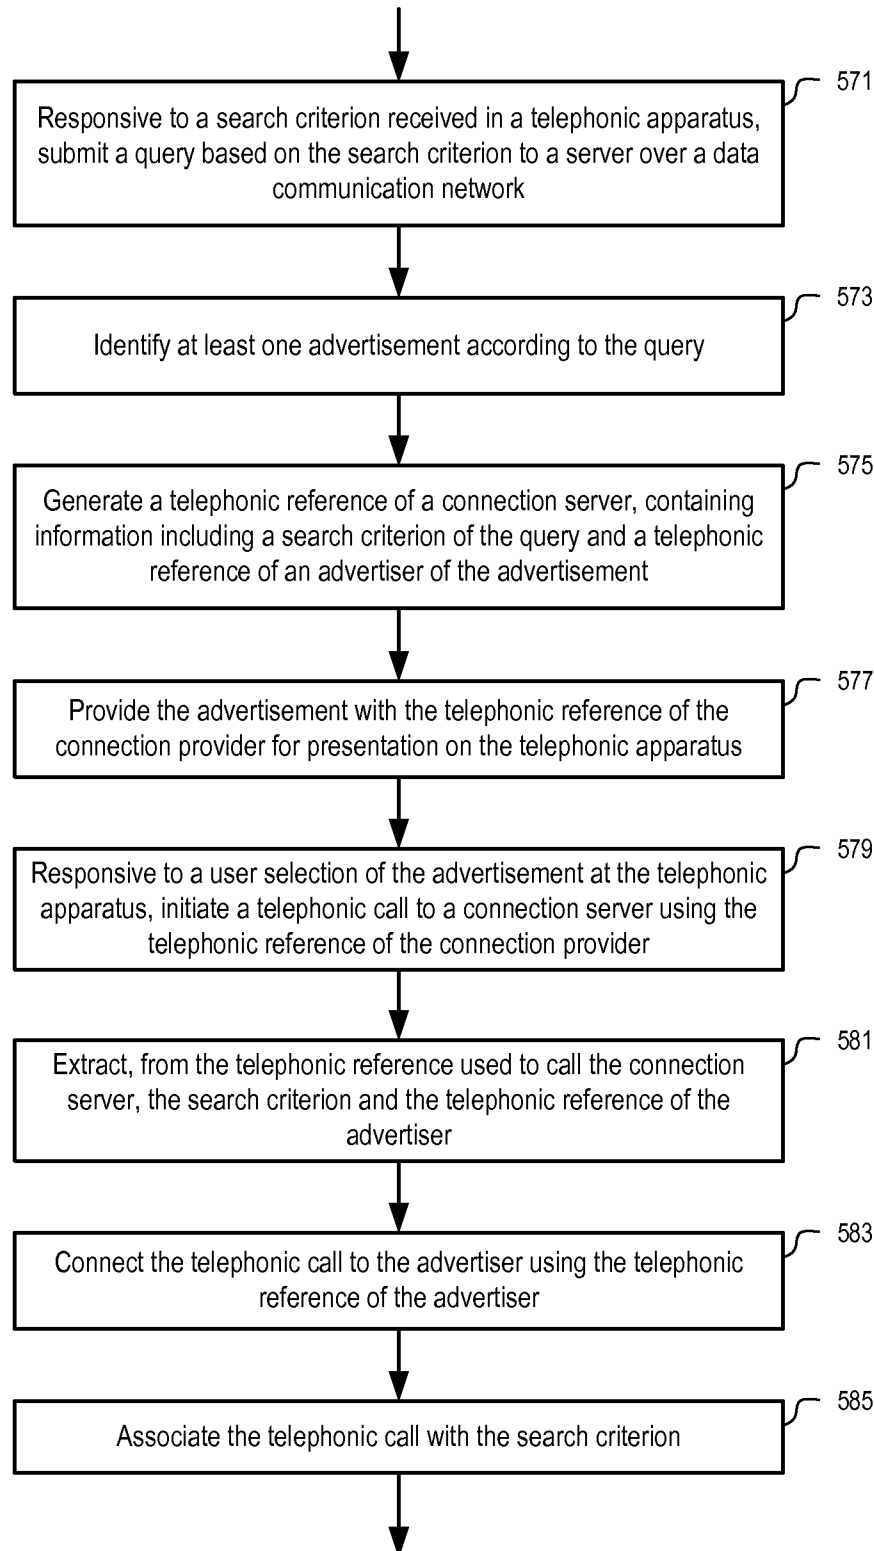 571
Responsive to a search criterion received in a telephonic apparatus,
submit a query based on the search criterion to a server over a data
communication network
573
Identify at least one advertisement according to the query
575
Generate a telephonic reference of a connection server, containing
information including a search criterion of the query and a telephonic
reference of an advertiser of the advertisement
577
Provide the advertisement with the telephonic reference of the
connection provider for presentation on the telephonic apparatus
579
Responsive to a user selection of the advertisement at the telephonic
apparatus, initiate a telephonic call to a connection server using the
telephonic reference of the connection provider
581
Extract, from the telephonic reference used to call the connection
server, the search criterion and the telephonic reference of the
advertiser
583
Connect the telephonic call to the advertiser using the telephonic
reference of the advertiser
585
Associate the telephonic call with the search criterion